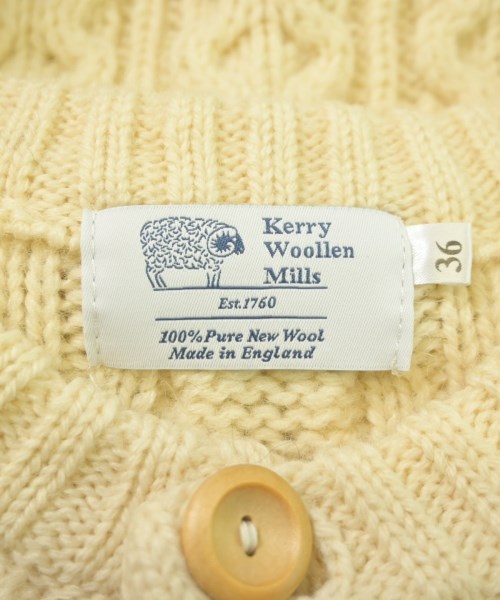 Kerry
Woollen
Mills
Est.1760
100%Pure New Wool
Made in England
36